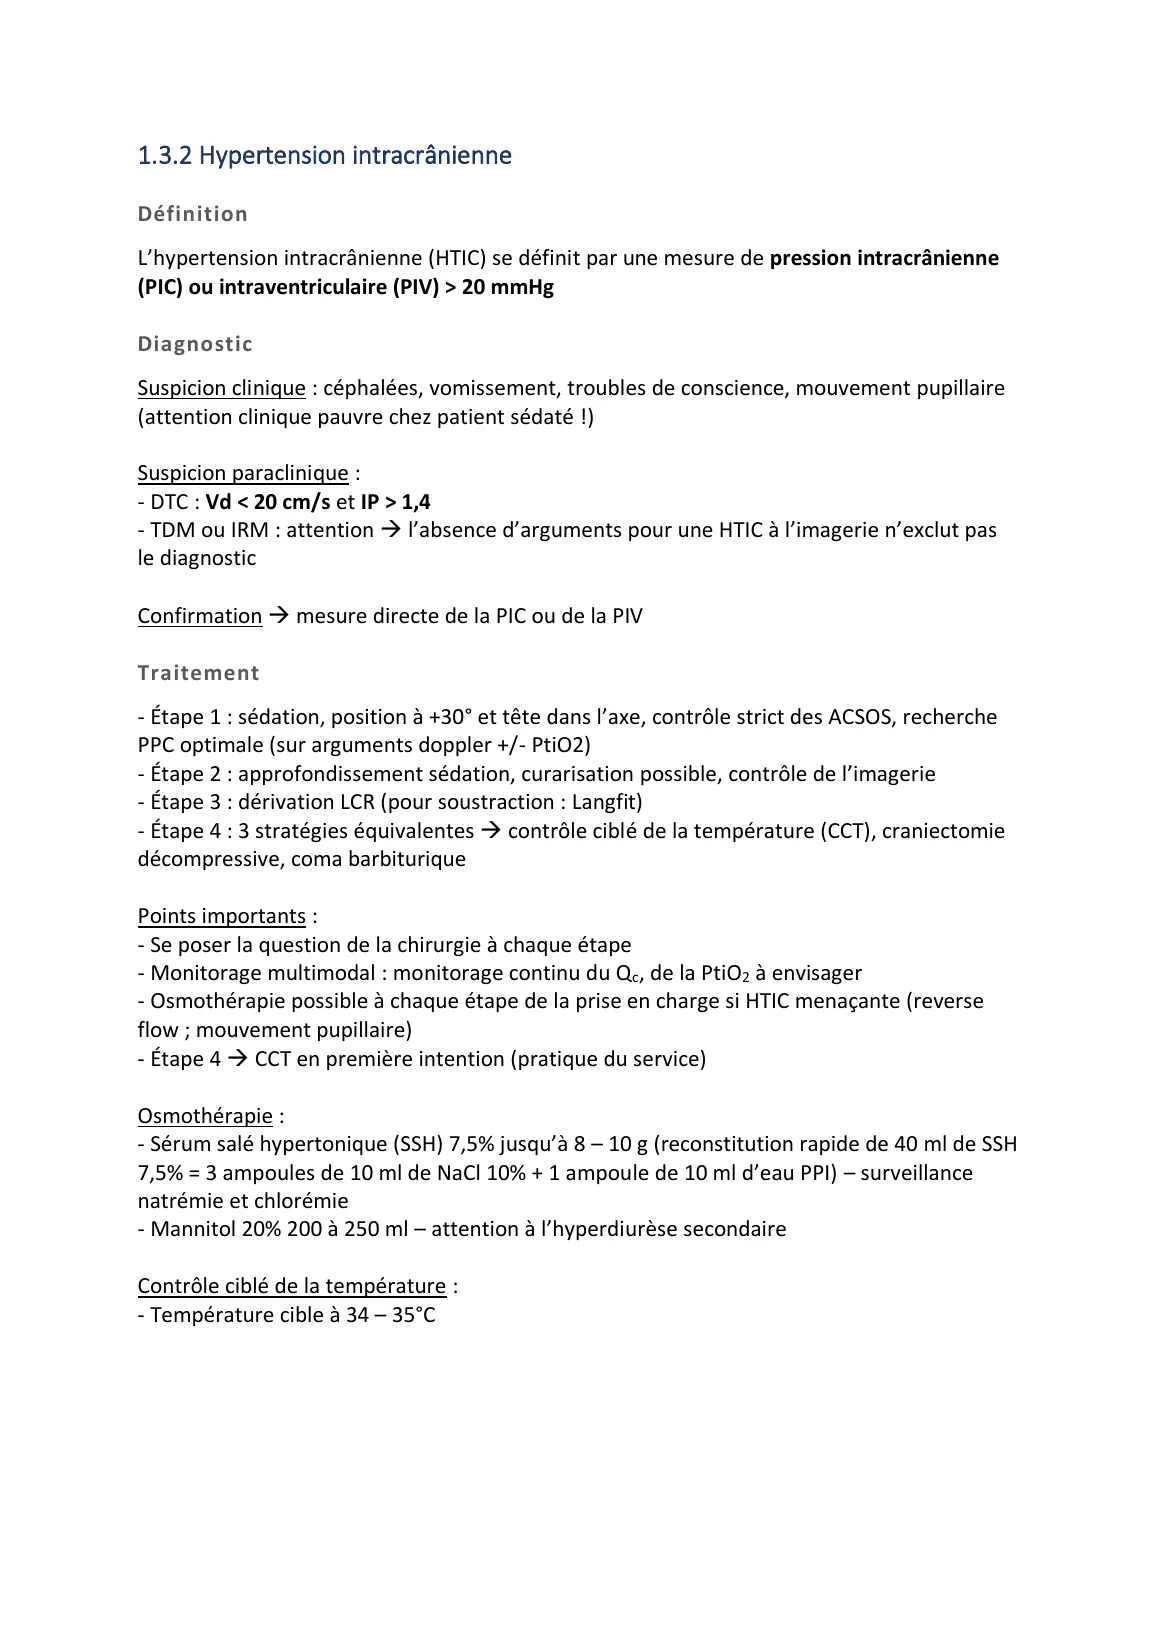 1.3.2 Hypertension intracrânienne
Définition
L’hypertension intracrânienne (HTIC) se définit par une mesure de pression intracrânienne
(PIC) ou intraventriculaire (PIV) > 20 mmHg
Diagnostic
Suspicion clinique : céphalées, vomissement, troubles de conscience, mouvement pupillaire
(attention clinique pauvre chez patient sédaté !)
Suspicion paraclinique :
- DTC : Vd < 20 cm/s et IP > 1,4
- TDM ou IRM : attention → l’absence d’arguments pour une HTIC à l’imagerie n’exclut pas
le diagnostic
Confirmation → mesure directe de la PIC ou de la PIV
Traitement
- Étape 1 : sédation, position à +30° et tête dans l’axe, contrôle strict des ACSOS, recherche
PPC optimale (sur arguments doppler +/- PtiO2)
- Étape 2 : approfondissement sédation, curarisation possible, contrôle de l’imagerie
- Étape 3 : dérivation LCR (pour soustraction : Langfit)
- Étape 4 : 3 stratégies équivalentes → contrôle ciblé de la température (CCT), craniectomie
décompressive, coma barbiturique
Points importants :
- Se poser la question de la chirurgie à chaque étape
- Monitorage multimodal : monitorage continu du Qc, de la PtiO₂ à envisager
- Osmothérapie possible à chaque étape de la prise en charge si HTIC menaçante (reverse
flow ; mouvement pupillaire)
- Étape 4 → CCT en première intention (pratique du service)
Osmothérapie :
- Sérum salé hypertonique (SSH) 7,5% jusqu’à 8 – 10 g (reconstitution rapide de 40 ml de SSH
7,5% = 3 ampoules de 10 ml de NaCl 10% + 1 ampoule de 10 ml d’eau PPI) – surveillance
natrémie et chlorémie
- Mannitol 20% 200 à 250 ml – attention à l’hyperdiurèse secondaire
Contrôle ciblé de la température :
- Température cible à 34 – 35°C